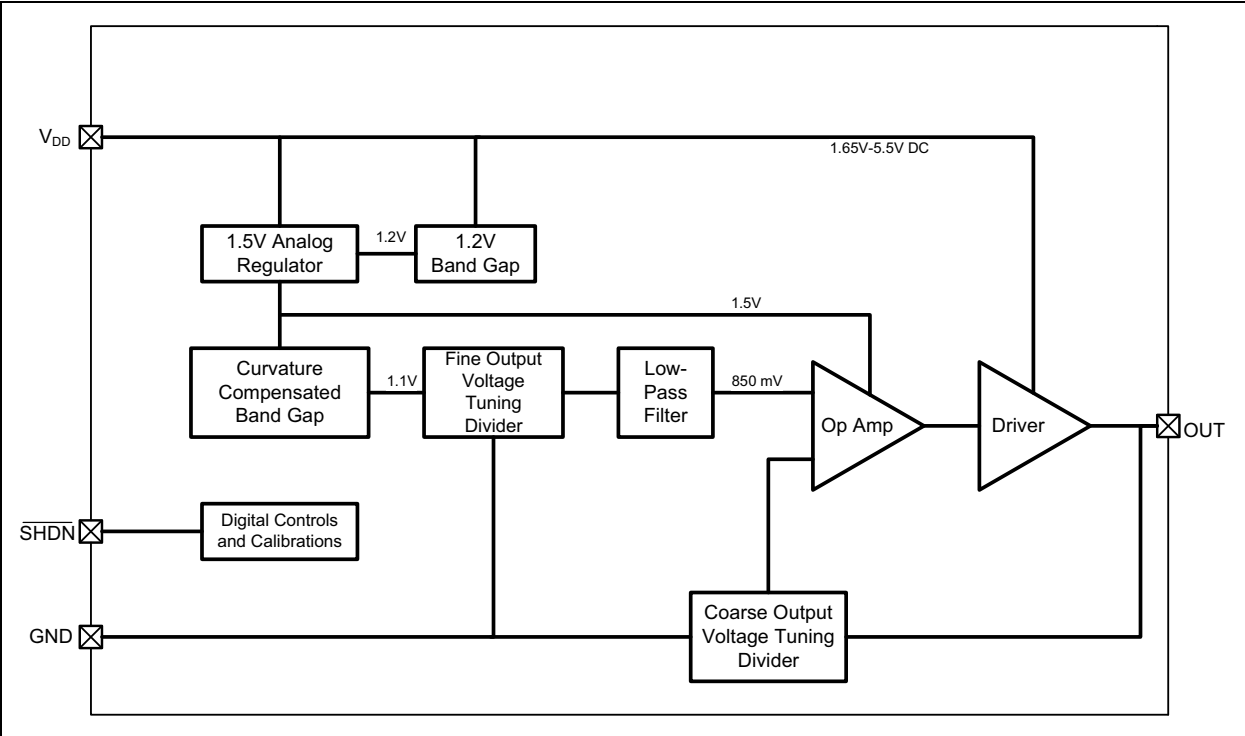 VDD
1.65V-5.5V DC
1.5V Analog
Regulator
1.2V
1.2V
Band Gap
1.5V
Curvature
Compensated
Band Gap
1.1V
Fine Output
Voltage
Tuning
Divider
Low-
Pass
Filter
850 mV
Op Amp
Driver
OUT
SHDN
Digital Controls
and Calibrations
GND
Coarse Output
Voltage Tuning
Divider